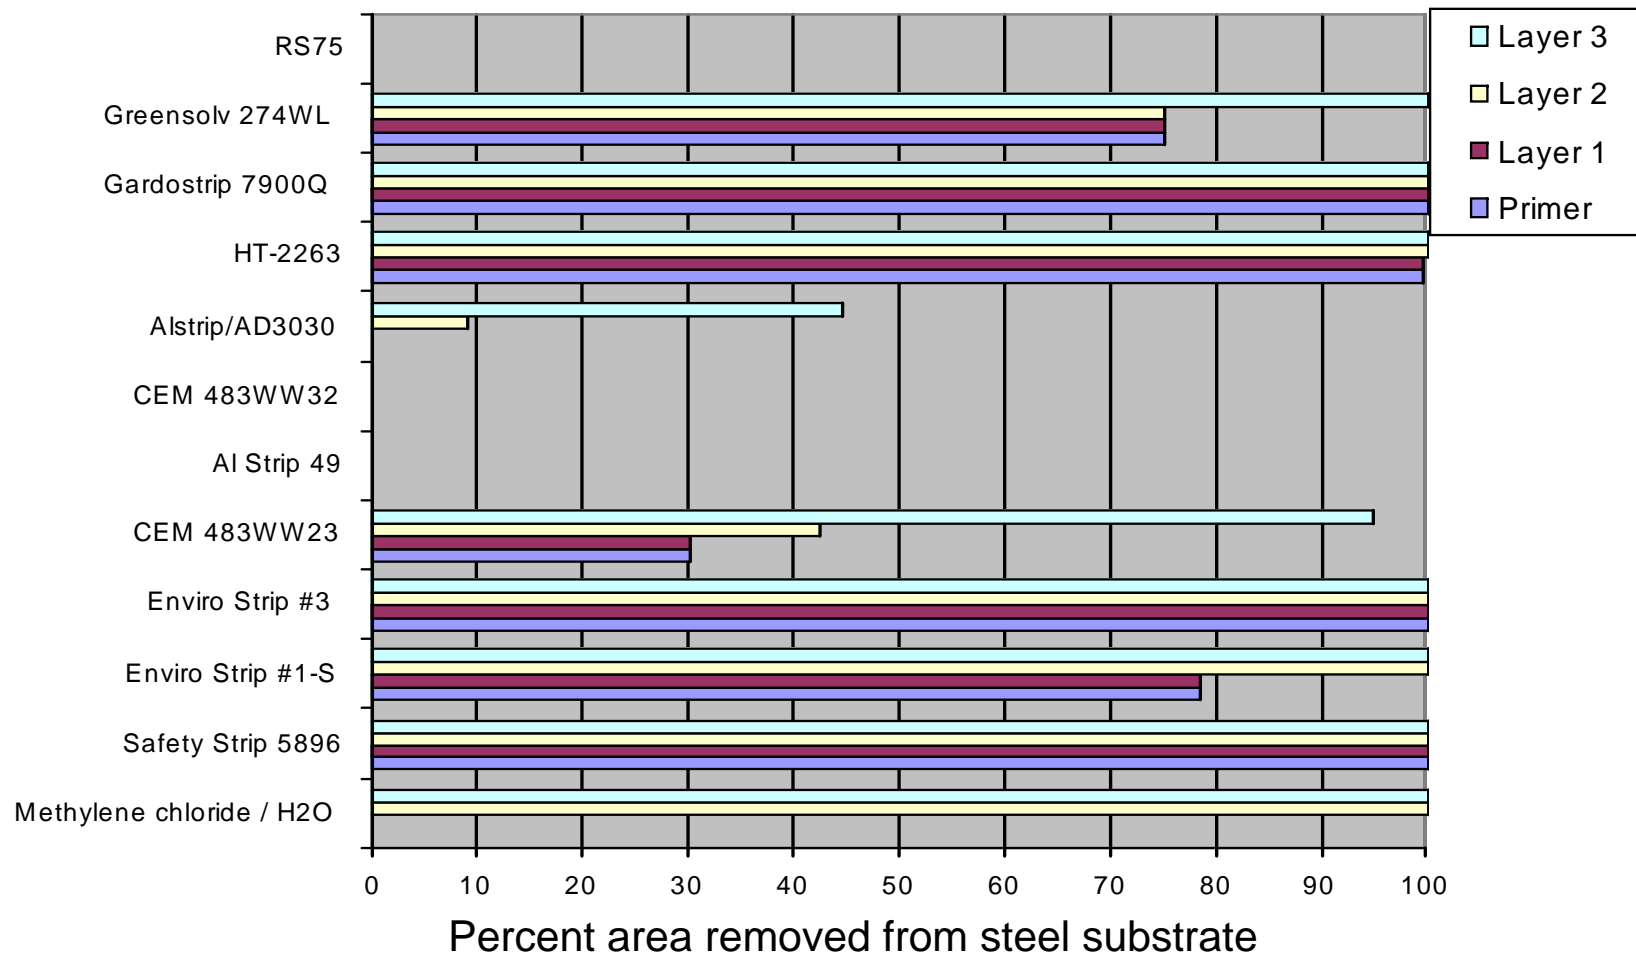 RS75
Greensolv 274WL
Gardostrip 7900Q
HT-2263
Alstrip/AD3030
CEM 483WW32
Al Strip 49
CEM 483WW23
Enviro Strip #3
Enviro Strip #1-S
Safety Strip 5896
Methylene chloride / H2O
0 10 20 30 40 50 60 70 80 90 100
Percent area removed from steel substrate
Layer 3
Layer 2
Layer 1
Primer